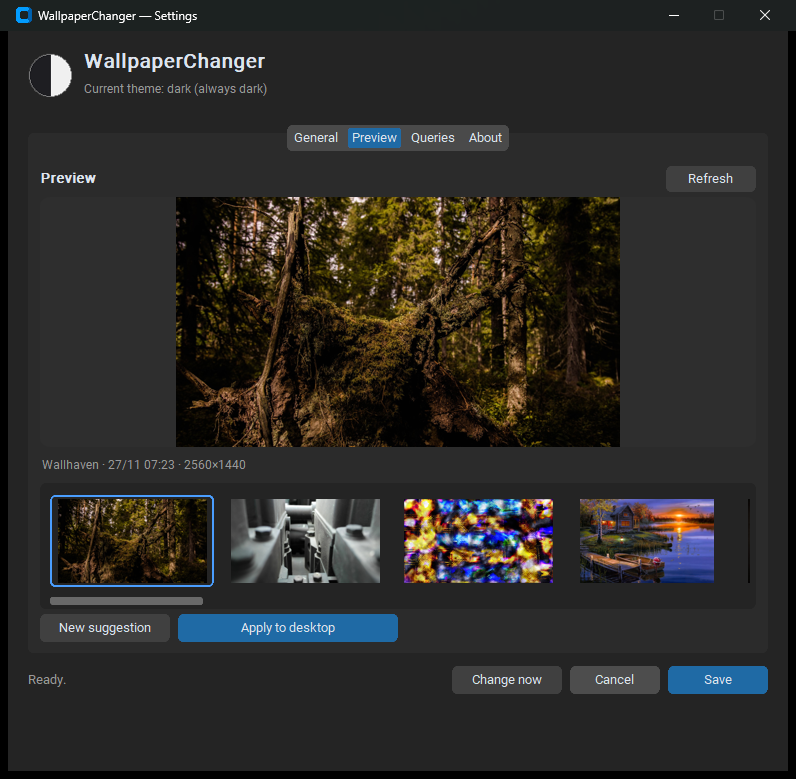 WallpaperChanger — Settings
WallpaperChanger
Current theme: dark (always dark)
General Preview Queries About
Preview Refresh
Wallhaven · 27/11 07:23 · 2560×1440
New suggestion Apply to desktop
Ready. Change now Cancel Save